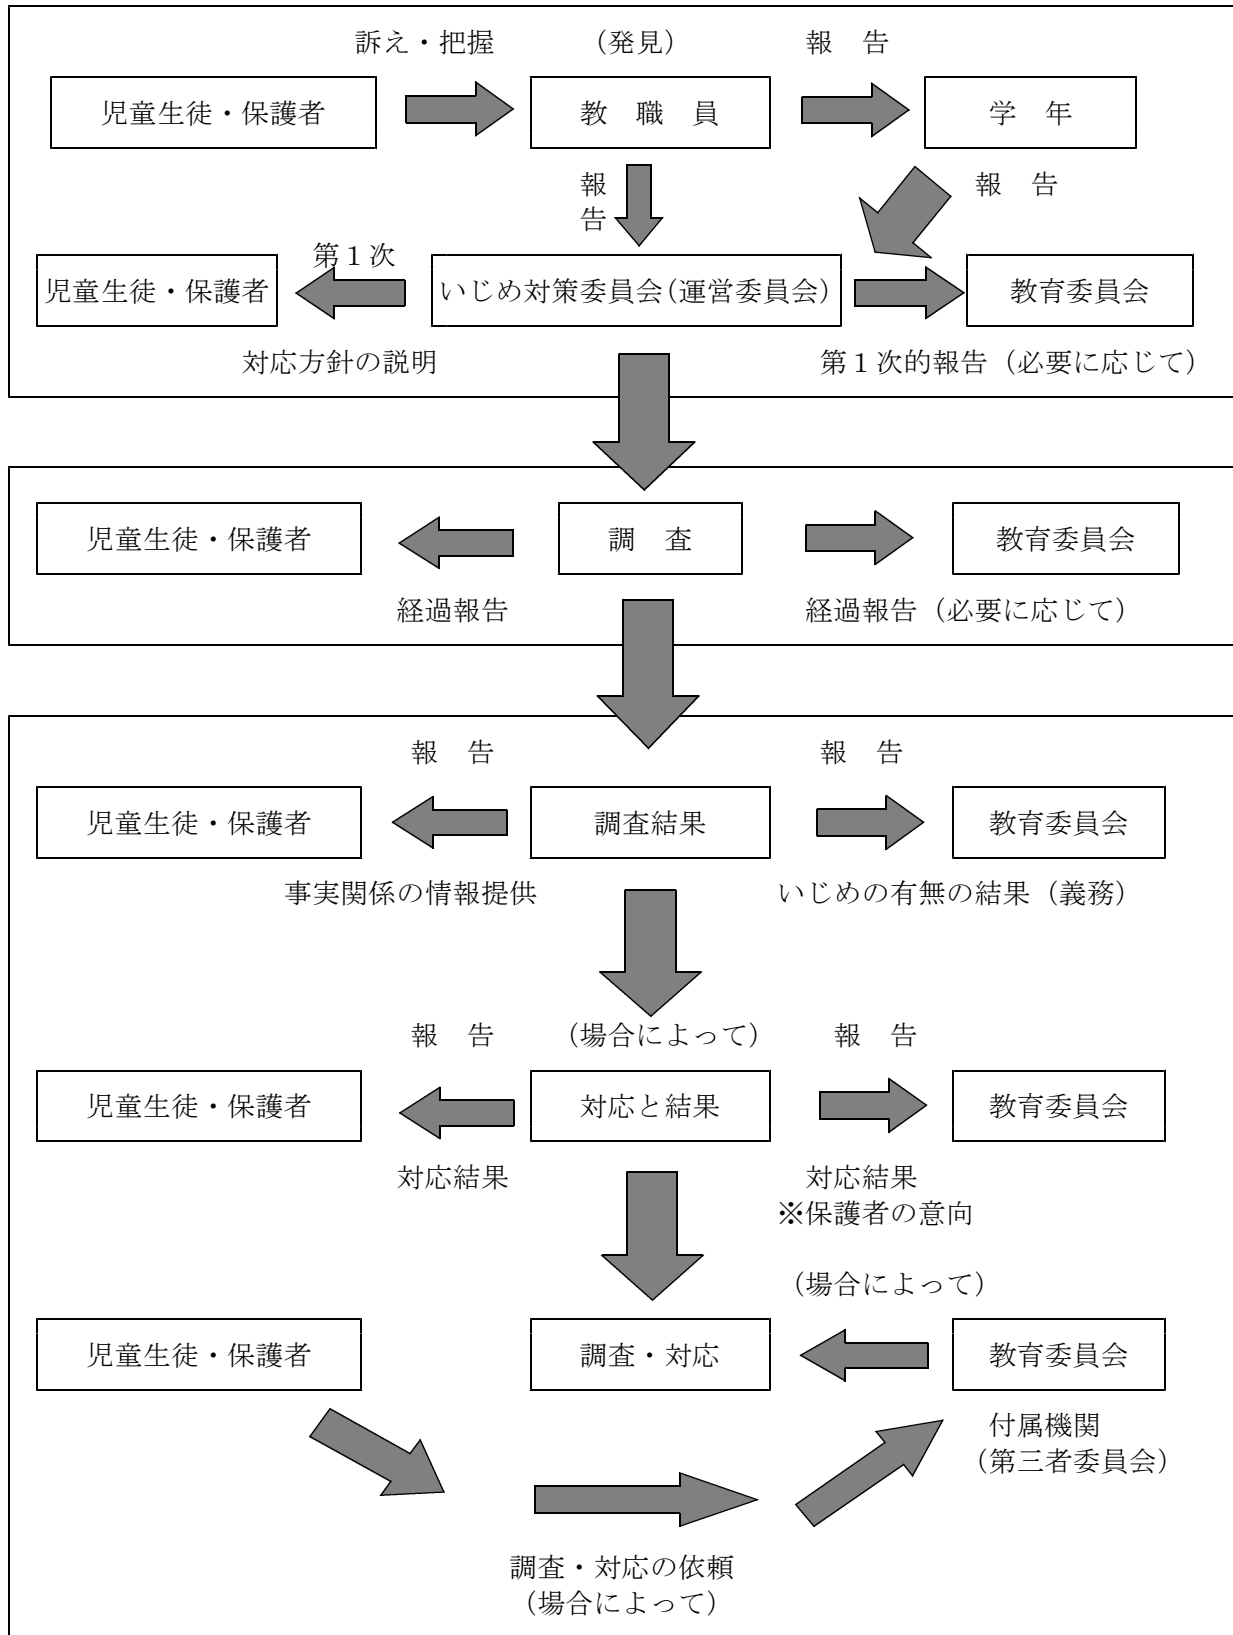 訴え・把握 （発見） 報　告
児童生徒・保護者 教　職　員 学　年
報 報　告
告
第１次
児童生徒・保護者 いじめ対策委員会（運営委員会） 教育委員会
対応方針の説明 第１次的報告（必要に応じて）
児童生徒・保護者 調　査 教育委員会
経過報告 経過報告（必要に応じて）
報　告 報　告
児童生徒・保護者 調査結果 教育委員会
事実関係の情報提供 いじめの有無の結果（義務）
報　告 （場合によって） 報　告
児童生徒・保護者 対応と結果 教育委員会
対応結果 対応結果
※保護者の意向
（場合によって）
児童生徒・保護者 調査・対応 教育委員会
付属機関
（第三者委員会）
調査・対応の依頼
（場合によって）